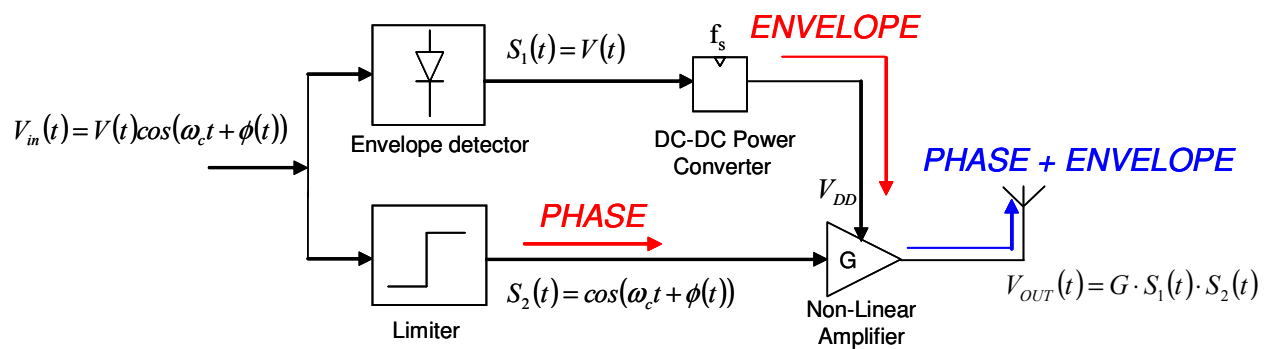 V_in(t)=V(t)cos(ω_c t+ϕ(t))
Envelope detector
S_1(t)=V(t)
f_s
DC-DC Power
Converter
ENVELOPE
V_DD
PHASE
Limiter
S_2(t)=cos(ω_c t+ϕ(t))
G
Non-Linear
Amplifier
PHASE + ENVELOPE
V_OUT(t)=G·S_1(t)·S_2(t)